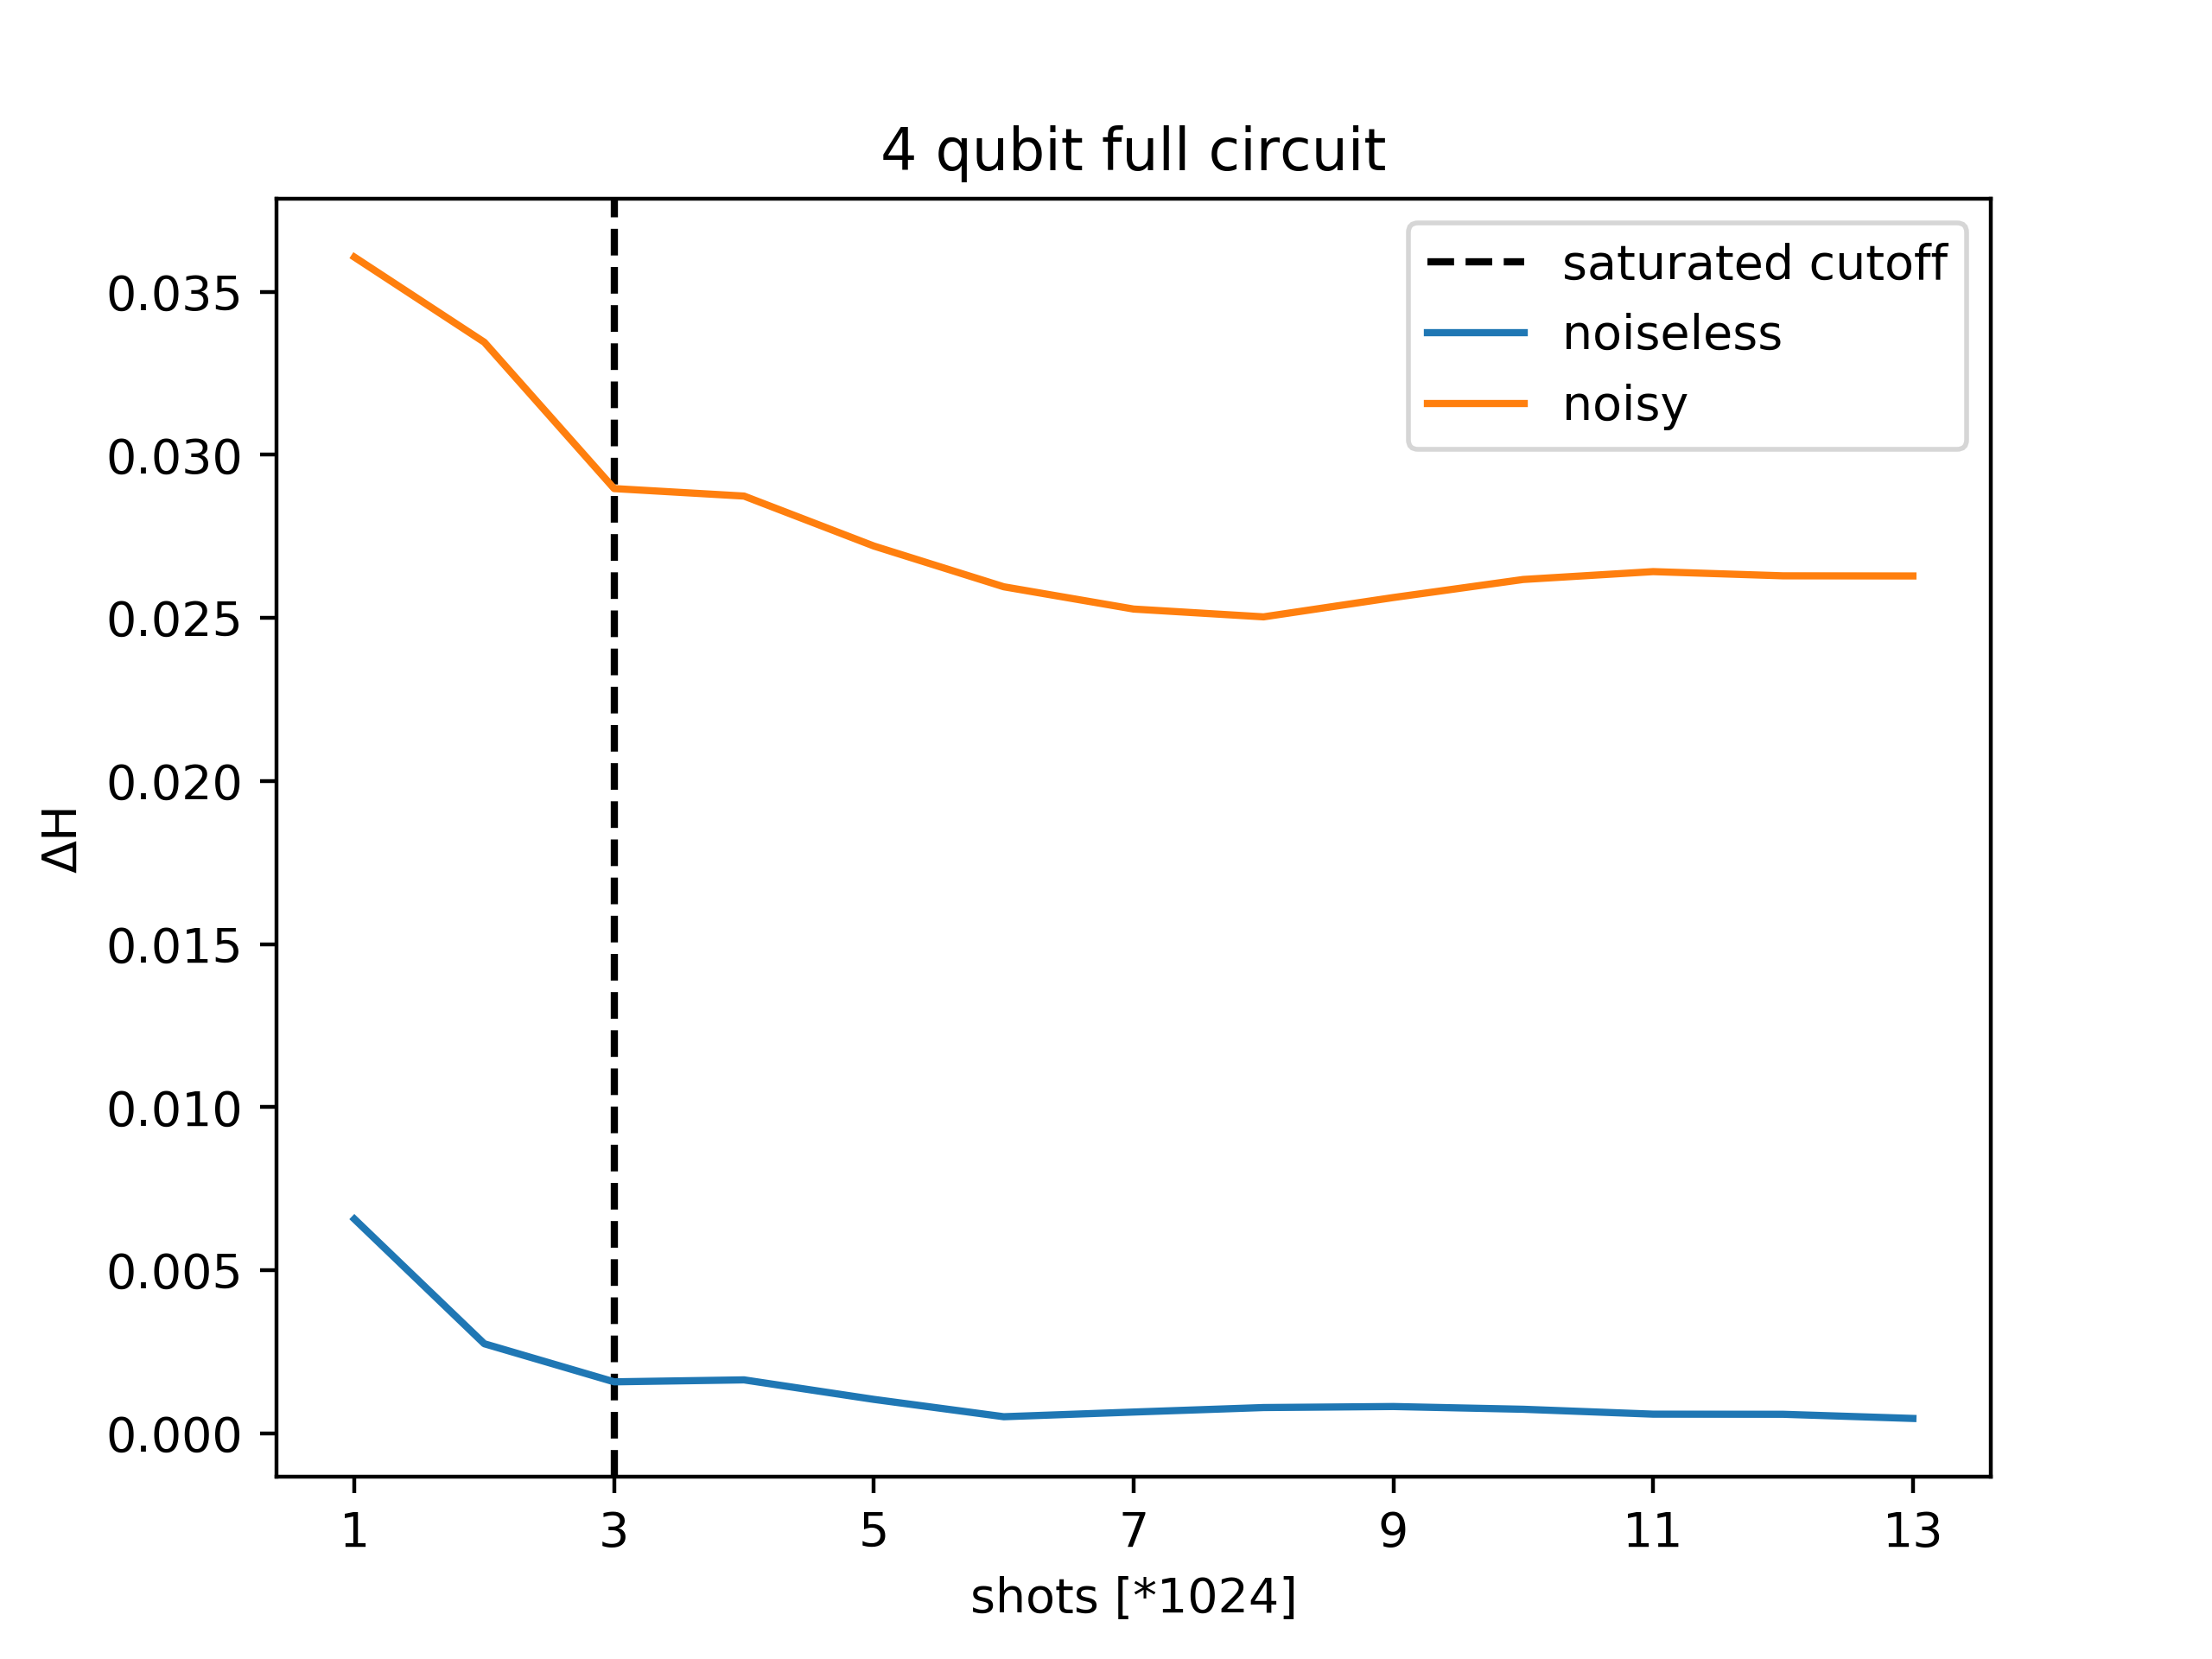 4 qubit full circuit
saturated cutoff
noiseless
noisy
0.035
0.030
0.025
0.020
0.015
0.010
0.005
0.000
ΔH
1 3 5 7 9 11 13
shots [*1024]